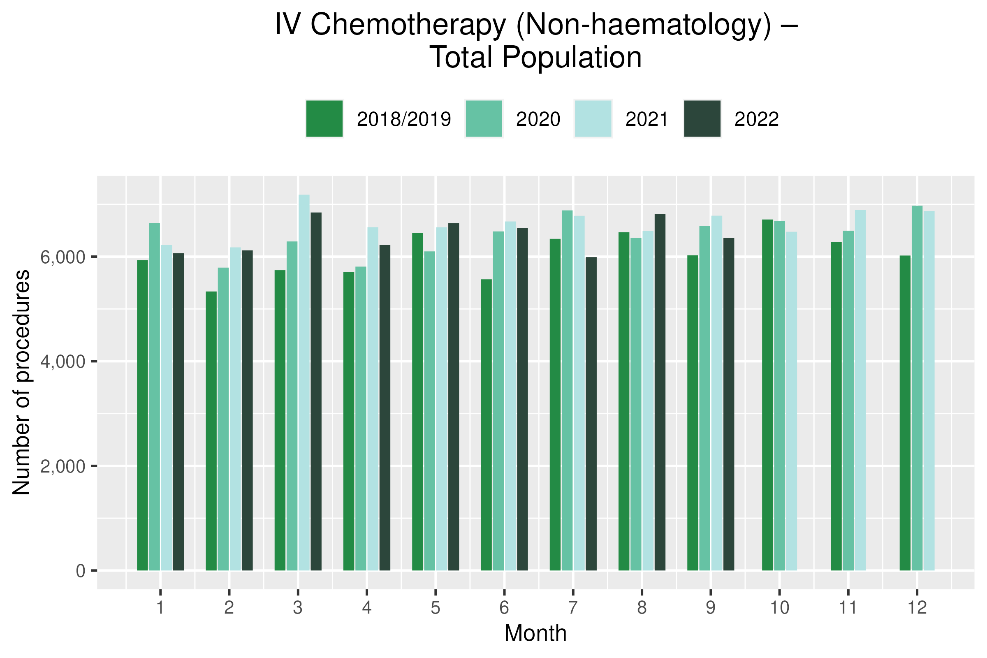 IV Chemotherapy (Non-haematology) –
Total Population
2018/2019 2020 2021 2022
Number of procedures
6,000
4,000
2,000
0
1 2 3 4 5 6 7 8 9 10 11 12
Month